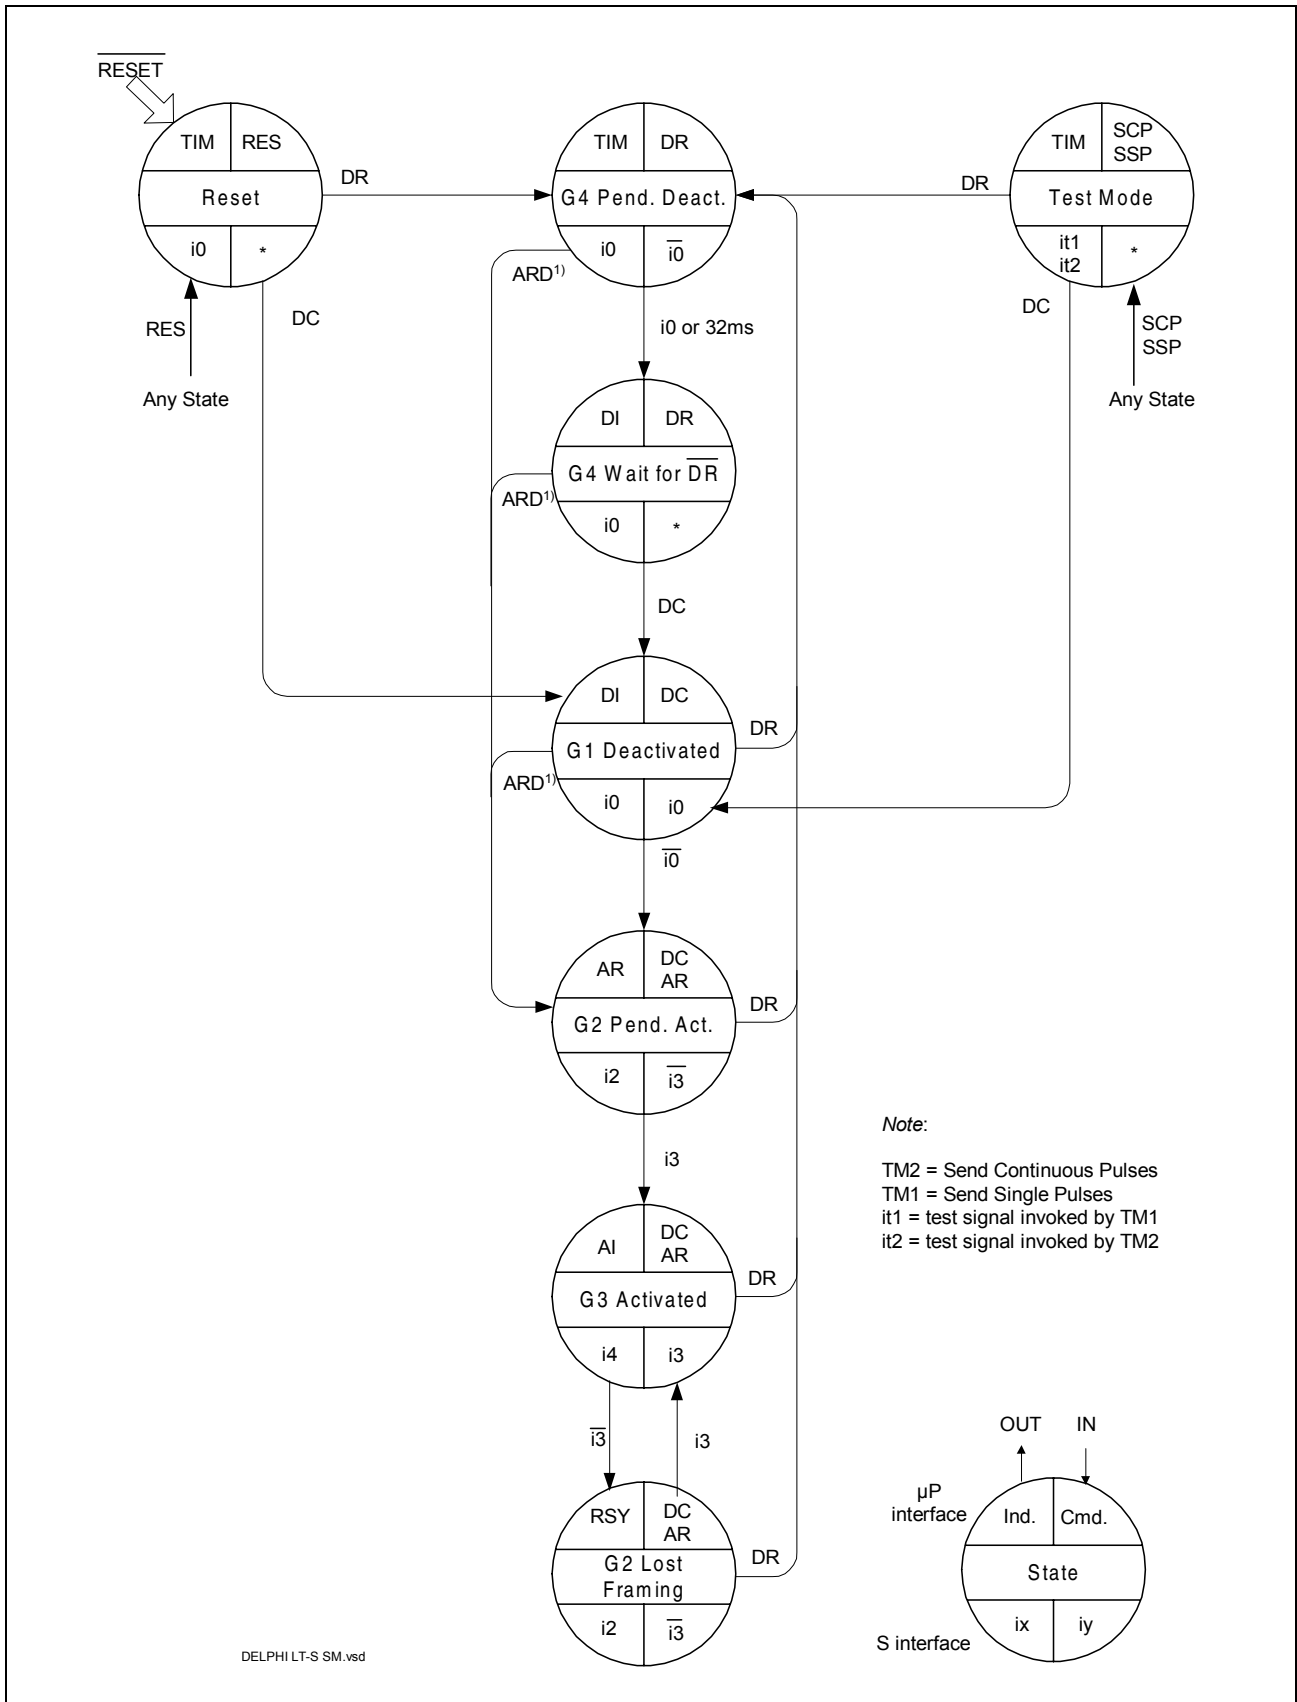 RESET
TIM RES
Reset
i0 *
DR
RES
Any State
DC
TIM DR
G4 Pend. Deact.
i0 i0
ARD1)
i0 or 32ms
TIM SCP
SSP
Test Mode
it1
it2 *
DR
DC
SCP
SSP
Any State
DI DR
G4 Wait for DR
i0 *
ARD1)
DC
DI DC
G1 Deactivated
i0 i0
ARD1)
DR
i0
AR DC
AR
G2 Pend. Act.
i2 i3
DR
i3
AI DC
AR
G3 Activated
i4 i3
DR
i3 i3
RSY DC
AR
G2 Lost
Framing
i2 i3
DR
Note:
TM2 = Send Continuous Pulses
TM1 = Send Single Pulses
it1 = test signal invoked by TM1
it2 = test signal invoked by TM2
OUT IN
µP
interface
Ind. Cmd.
State
ix iy
S interface
DELPHI LT-S SM.vsd